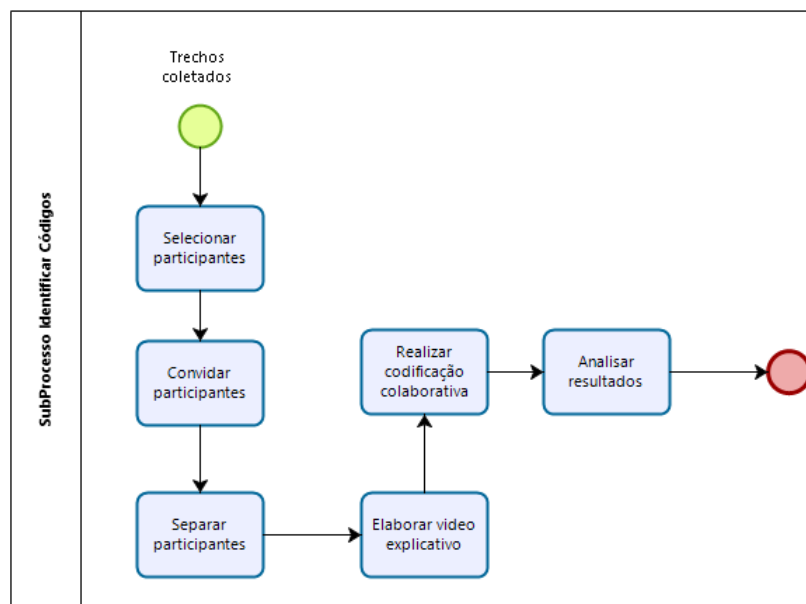 SubProcesso Identificar Códigos
Trechos
coletados
Selecionar
participantes
Convidar
participantes
Separar
participantes
Elaborar video
explicativo
Realizar
codificação
colaborativa
Analisar
resultados